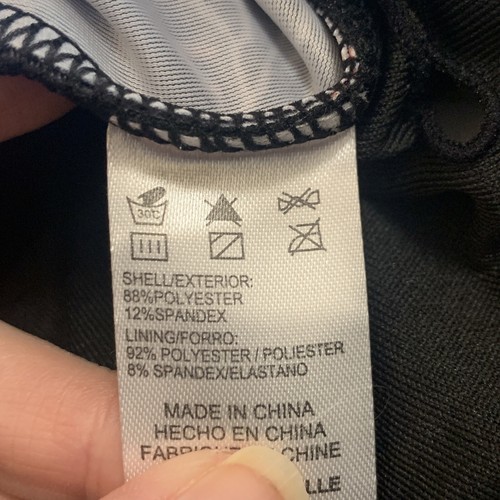 30℃
SHELL/EXTERIOR:
88%POLYESTER
12%SPANDEX
LINING/FORRO:
92% POLYESTER / POLIESTER
8% SPANDEX/ELASTANO
MADE IN CHINA
HECHO EN CHINA
CHINE